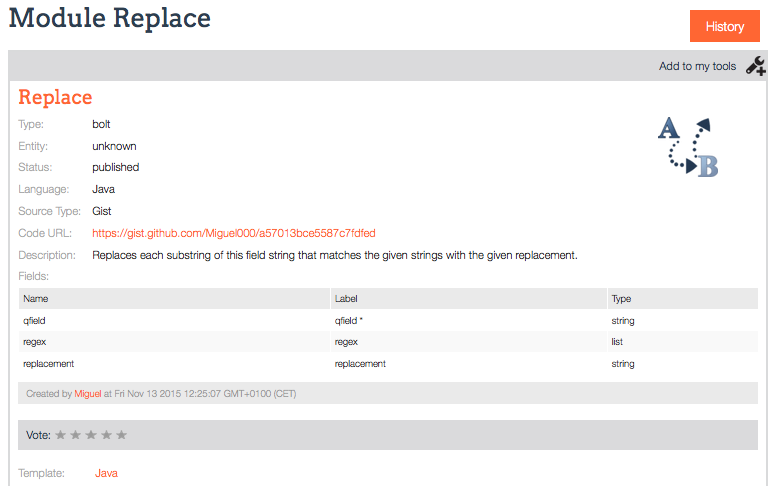 Module Replace
History
Add to my tools
Replace
Type: bolt
Entity: unknown
Status: published
Language: Java
Source Type: Gist
Code URL: https://gist.github.com/Miguel000/a57013bce5587c7fdfed
Description: Replaces each substring of this field string that matches the given strings with the given replacement.
Fields:
Name Label Type
qfield qfield * string
regex regex list
replacement replacement string
Created by Miguel at Fri Nov 13 2015 12:25:07 GMT+0100 (CET)
Vote:
Template: Java
A
B